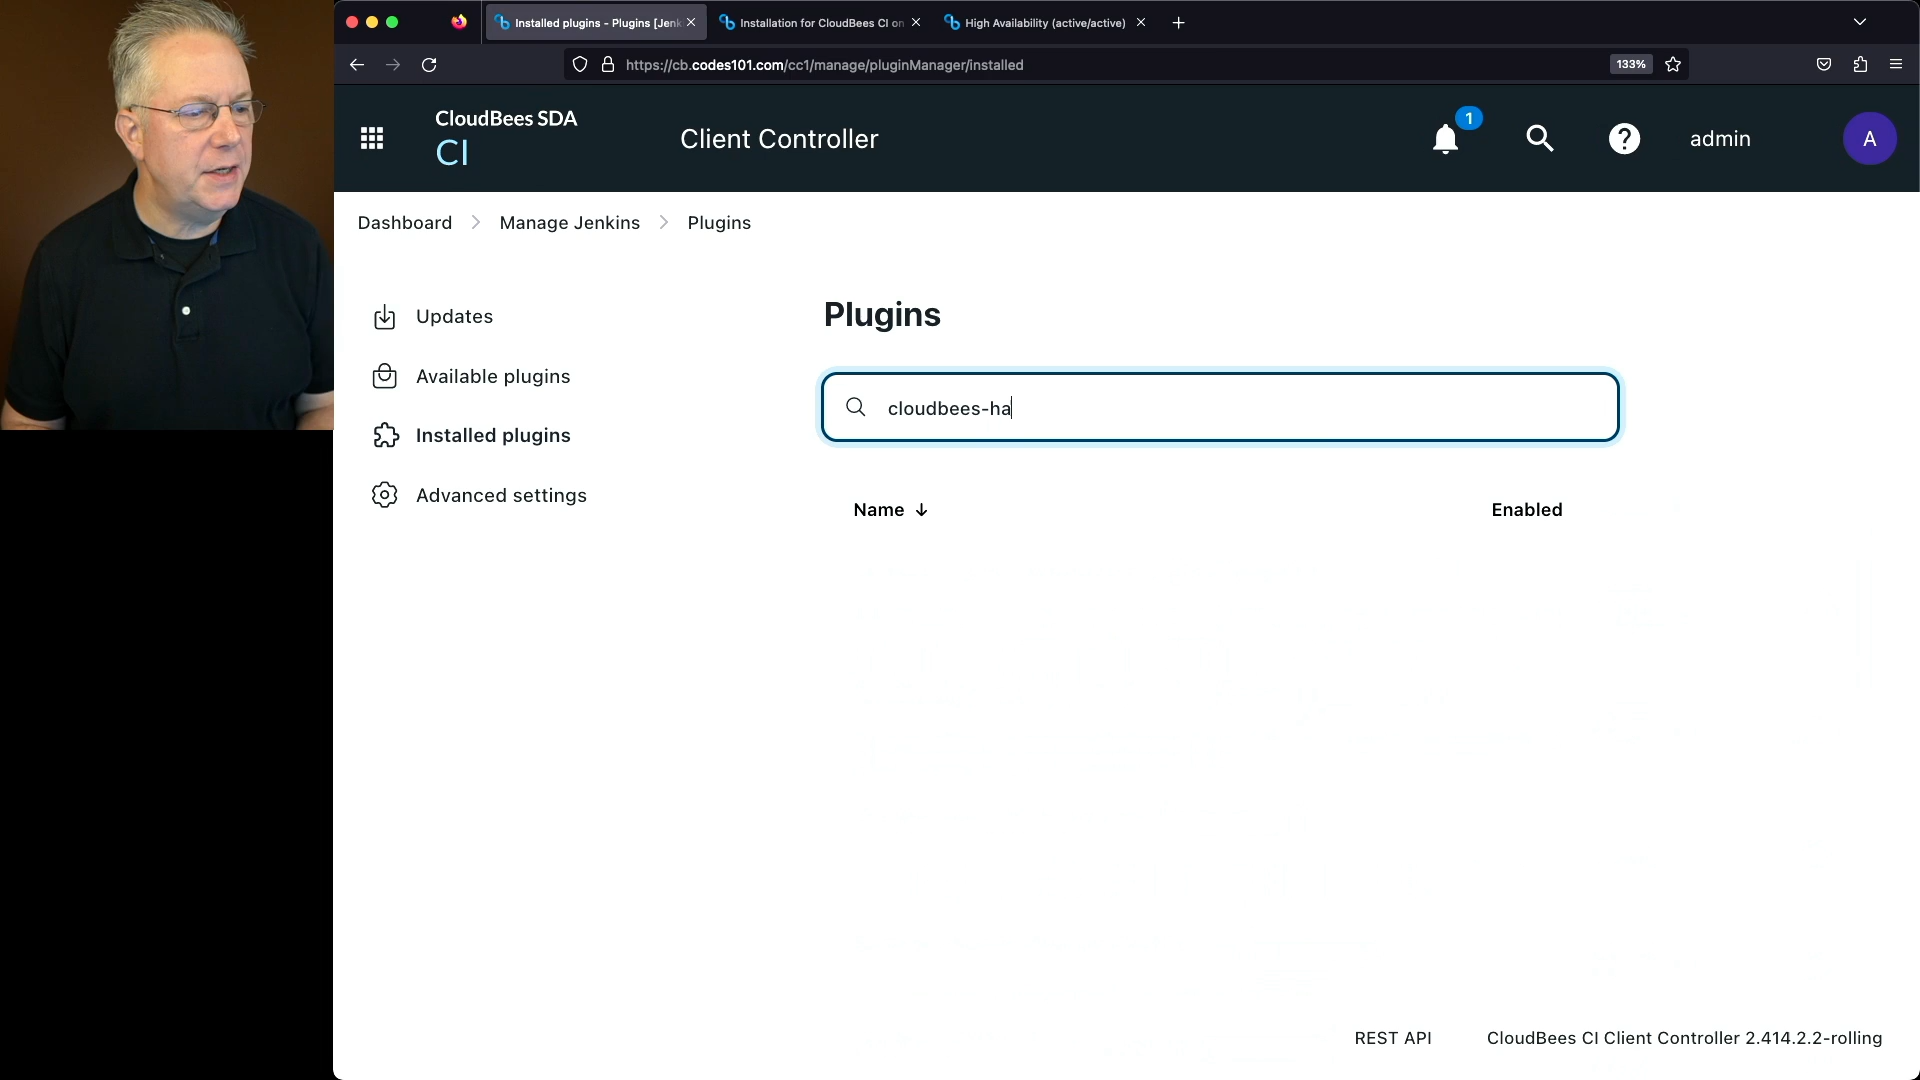 Installed plugins - Plugins [Jenk
Installation for CloudBees CI on
High Availability (active/active)
https://cb.codes101.com/cc1/manage/pluginManager/installed
133%
CloudBees SDA
CI
Client Controller
1
?
admin
A
Dashboard
Manage Jenkins
Plugins
Updates
Available plugins
Installed plugins
Advanced settings
Plugins
cloudbees-ha
Name ↓
Enabled
REST API
CloudBees CI Client Controller 2.414.2.2-rolling